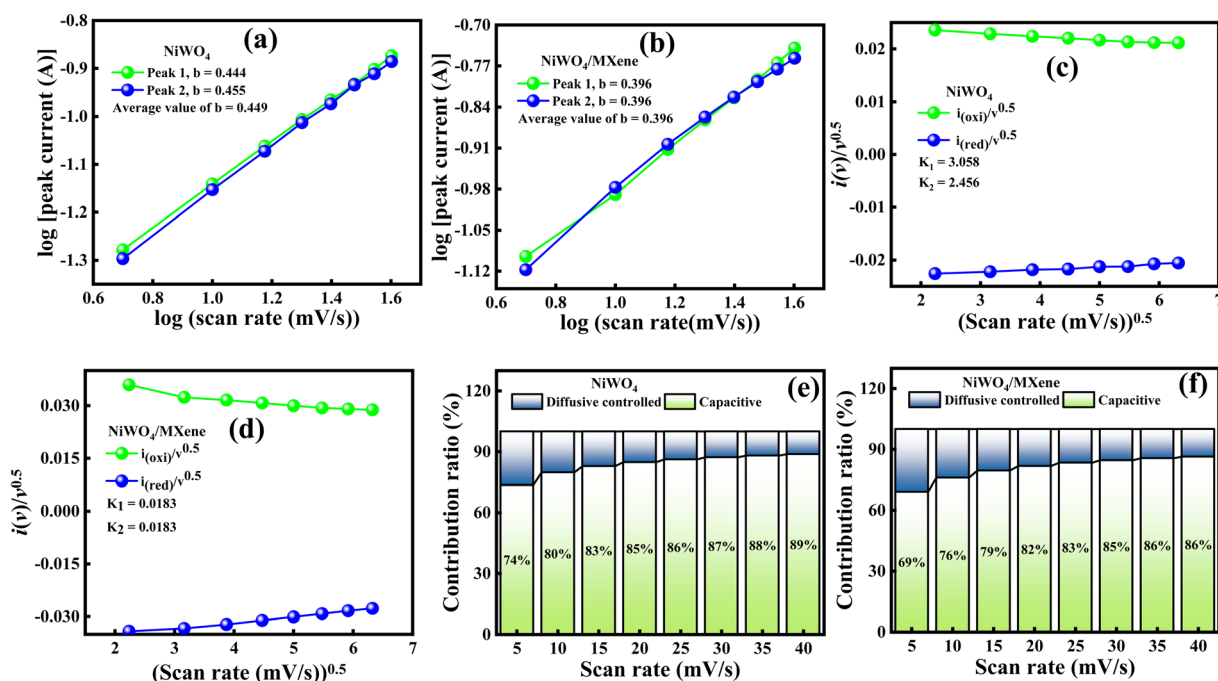 (a)
NiWO4
Peak 1, b = 0.444
Peak 2, b = 0.455
Average value of b = 0.449
log [peak current (A)]
-0.8
-0.9
-1.0
-1.1
-1.2
-1.3
0.6 0.8 1.0 1.2 1.4 1.6
log (scan rate (mV/s))
(b)
NiWO4/MXene
Peak 1, b = 0.396
Peak 2, b = 0.396
Average value of b = 0.396
log [peak current (A)]
-0.70
-0.77
-0.84
-0.91
-0.98
-1.05
-1.12
0.6 0.8 1.0 1.2 1.4 1.6
log (scan rate(mV/s))
(c)
NiWO4
i(oxi)/v0.5
i(red)/v0.5
K1 = 3.058
K2 = 2.456
i(v)/v0.5
0.02
0.01
0.00
-0.01
-0.02
2 3 4 5 6 7
(Scan rate (mV/s))0.5
(d)
NiWO4/MXene
i(oxi)/v0.5
i(red)/v0.5
K1 = 0.0183
K2 = 0.0183
i(v)/v0.5
0.030
0.015
0.000
-0.015
-0.030
2 3 4 5 6 7
(Scan rate (mV/s))0.5
(e)
NiWO4
Diffusive controlled Capacitive
Contribution ratio (%)
120
90
60
30
0
74% 80% 83% 85% 86% 87% 88% 89%
5 10 15 20 25 30 35 40
Scan rate (mV/s)
(f)
NiWO4/MXene
Diffusive controlled Capacitive
Contribution ratio (%)
120
90
60
30
0
69% 76% 79% 82% 83% 85% 86% 86%
5 10 15 20 25 30 35 40
Scan rate (mV/s)